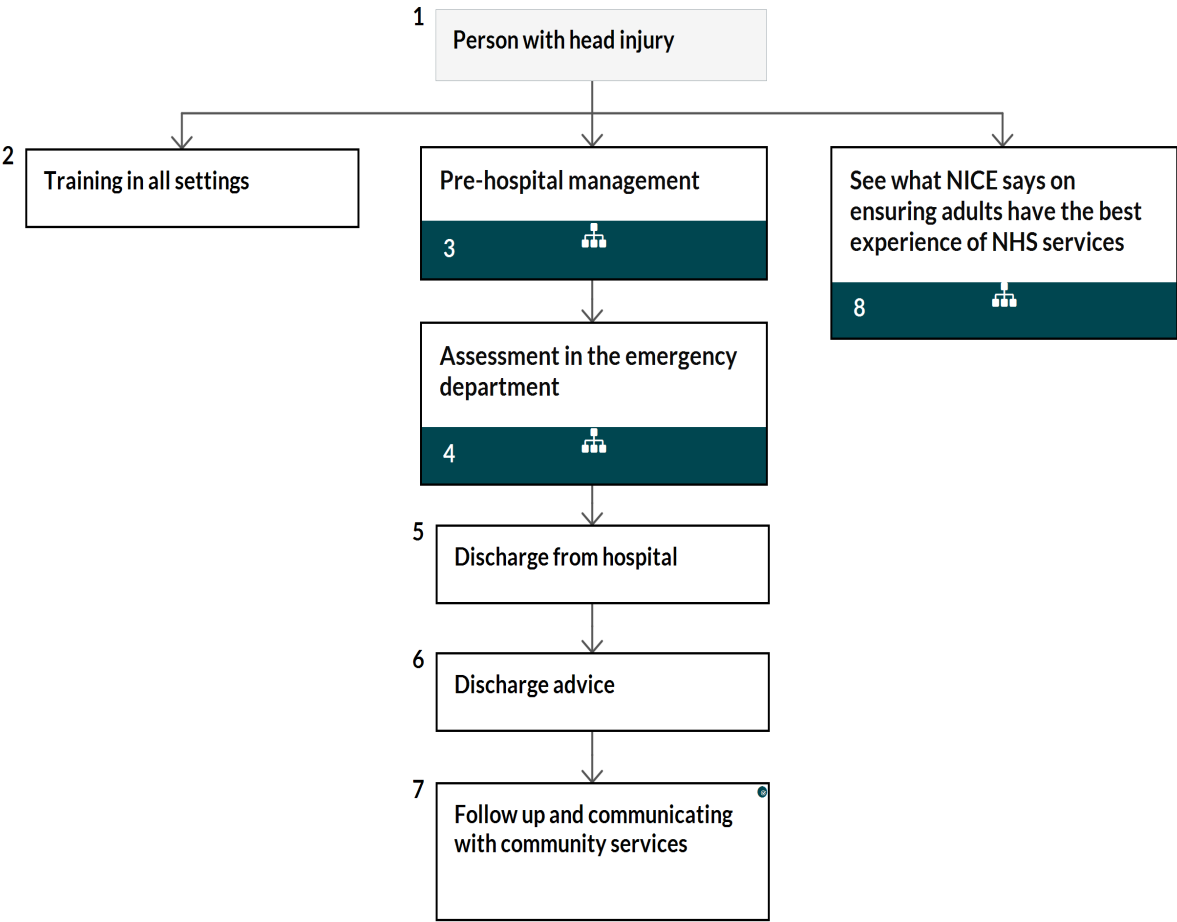 1
Person with head injury
2
Training in all settings
Pre-hospital management
3
See what NICE says on
ensuring adults have the best
experience of NHS services
8
Assessment in the emergency
department
4
5
Discharge from hospital
6
Discharge advice
7
Follow up and communicating
with community services